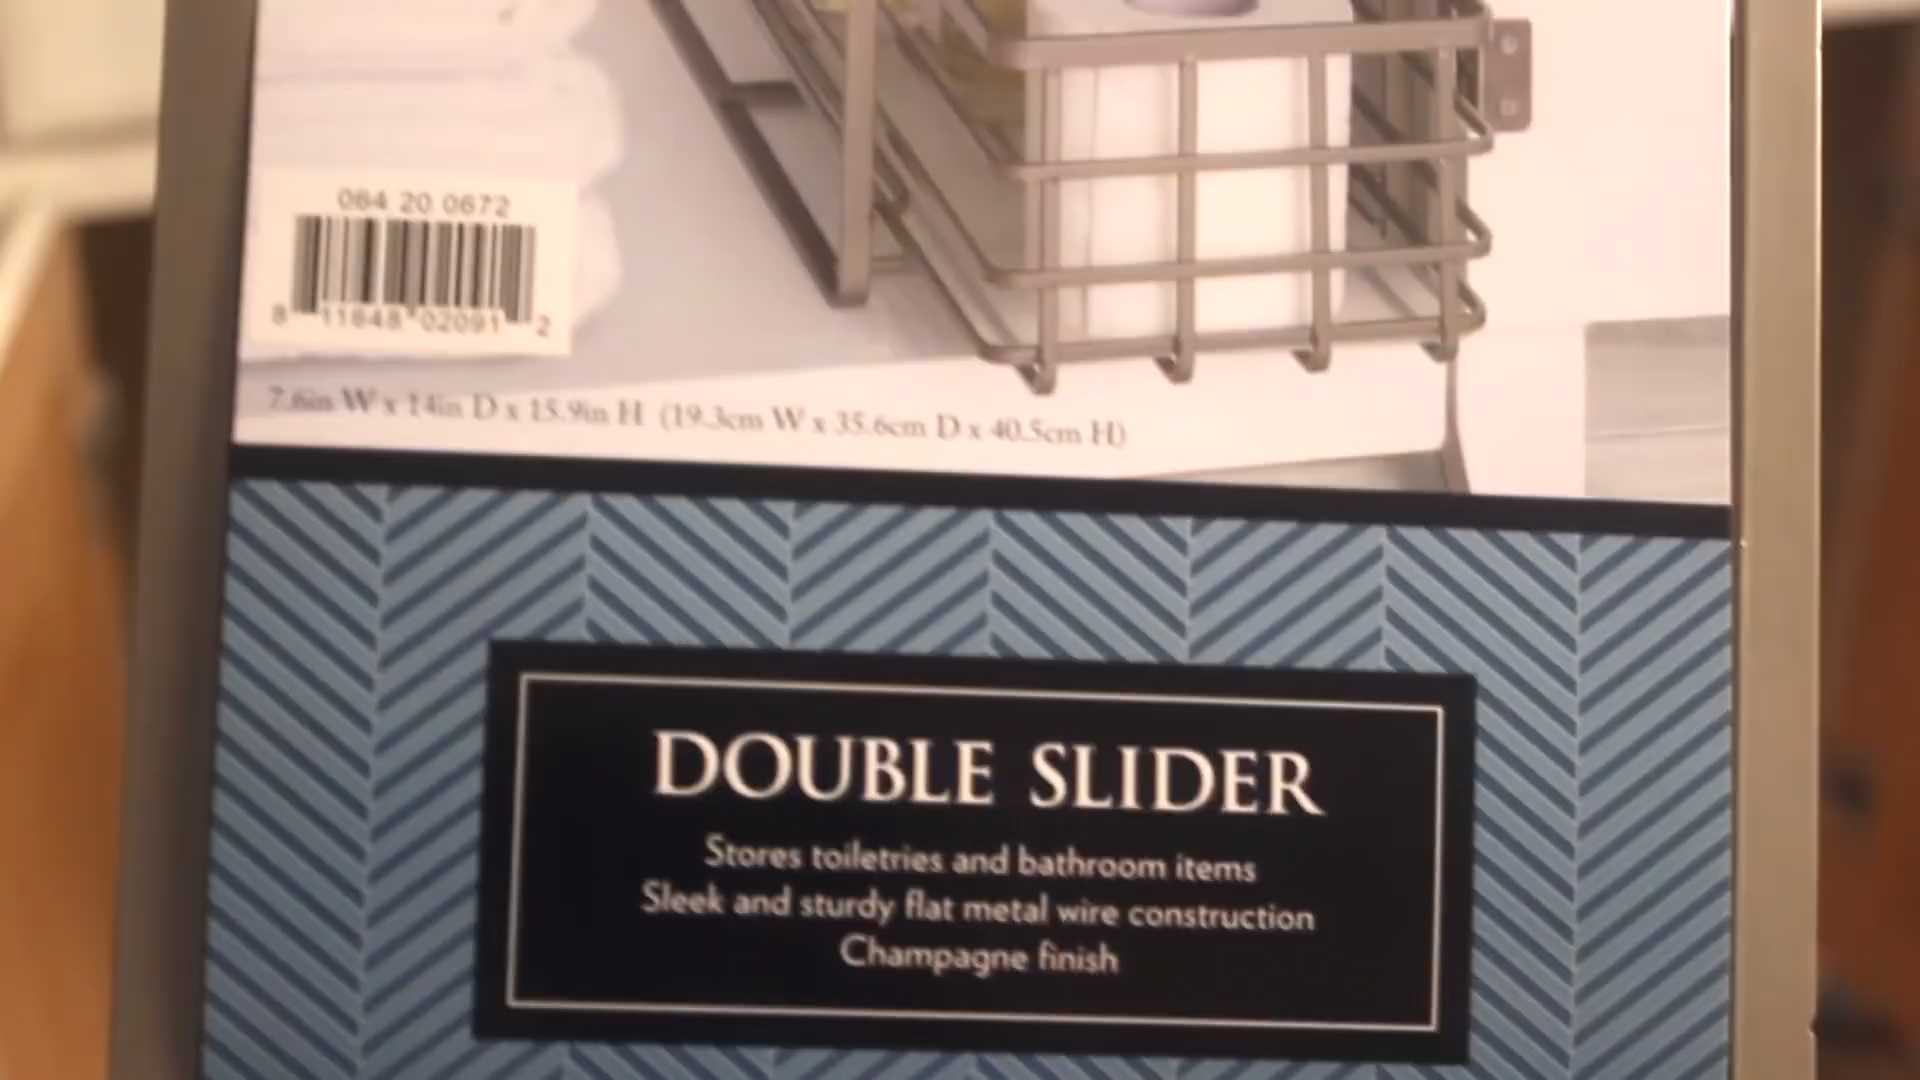 064 20 0672
8 11648 02091 2
7.6in W x 14in D x 15.9in H (19.3cm W x 35.6cm D x 40.5cm H)
DOUBLE SLIDER
Stores toiletries and bathroom items
Sleek and sturdy flat metal wire construction
Champagne finish